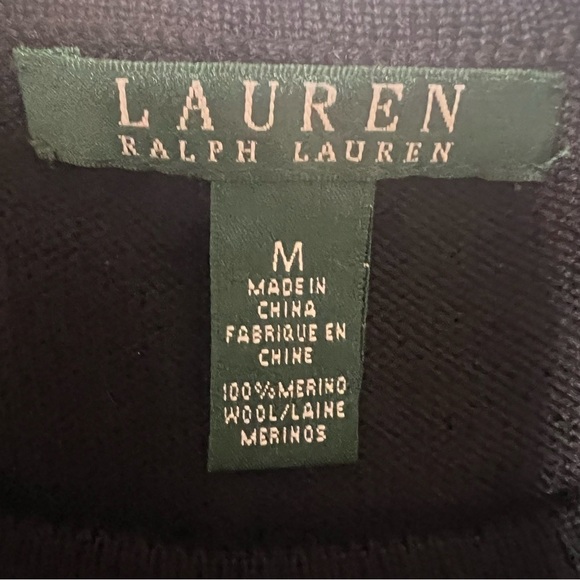 LAUREN
RALPH LAUREN
M
MADE IN
CHINA
FABRIQUE EN
CHINE
100% MERINO
WOOL/LAINE
MERINOS